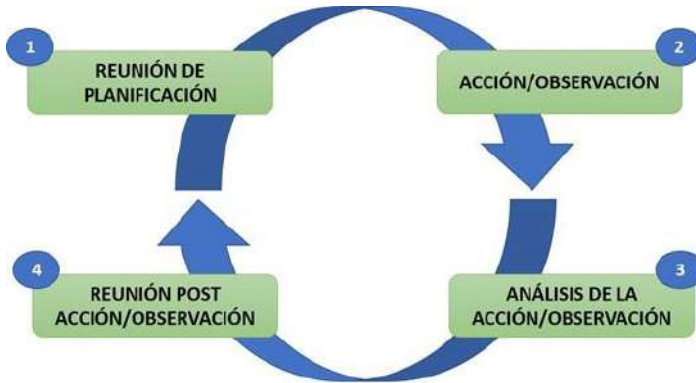 1
REUNIÓN DE
PLANIFICACIÓN
2
ACCIÓN/OBSERVACIÓN
3
ANÁLISIS DE LA
ACCIÓN/OBSERVACIÓN
4
REUNIÓN POST
ACCIÓN/OBSERVACIÓN